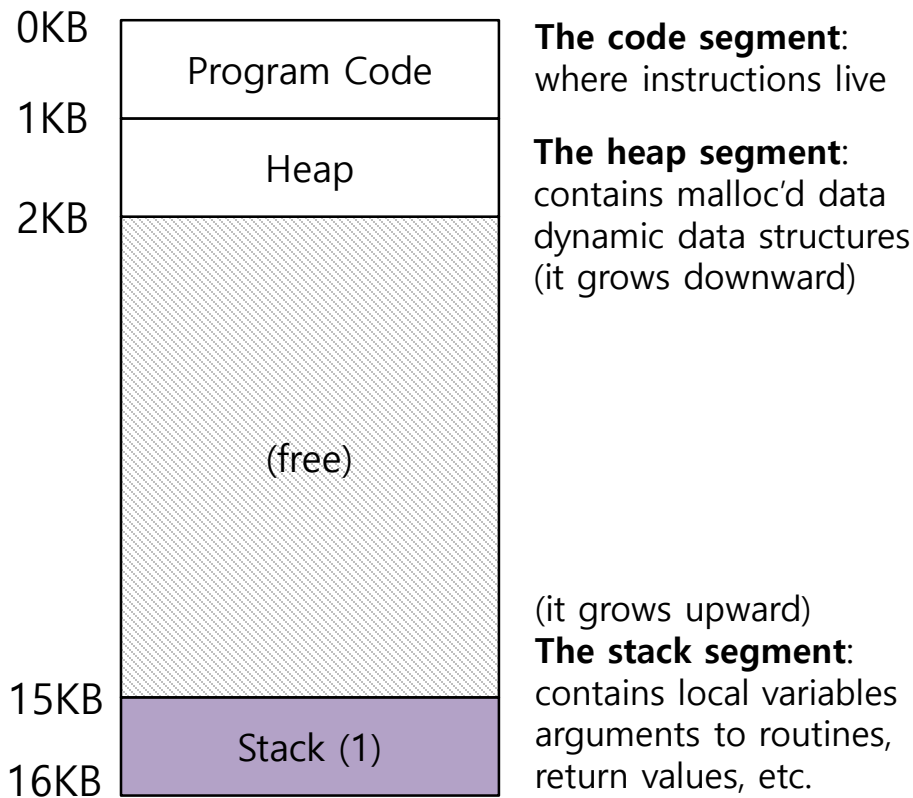 0KB
Program Code
1KB
Heap
2KB
(free)
15KB
Stack (1)
16KB
The code segment:
where instructions live
The heap segment:
contains malloc'd data
dynamic data structures
(it grows downward)
(it grows upward)
The stack segment:
contains local variables
arguments to routines,
return values, etc.